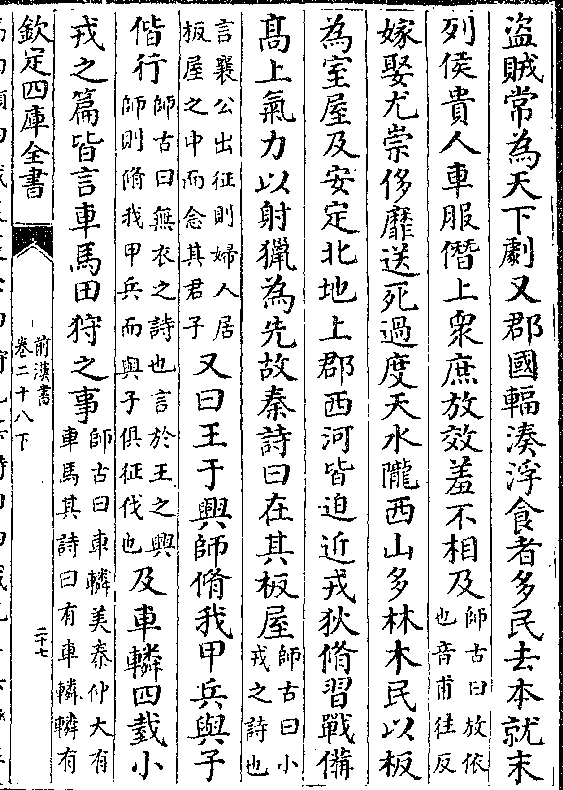 盜賊常為天下劇又郡國輻湊浮食者多民去本就末
列侯貴人車服僭上衆庶放效羞不相及師古曰放依也音甫往反
嫁娶尤崇侈靡送死過度天水隴西山多林木民以板
為室屋及安定北地上郡西河皆迫近戎狄脩習戰備
髙上氣力以射獵為先故秦詩曰在其板屋師古曰小戎之詩也
言襄公出征則婦人居板屋之中而念其君子又曰王于興師脩我甲兵與子
偕行師古曰無衣之詩也言於王之興師則脩我甲兵而與子俱征伐也及車轔四臷小
戎之篇皆言車馬田狩之事師古曰車轔美秦仲大有車馬其詩曰有車轔轔有
欽定四庫全書
前漢書
卷二十八下
二十七